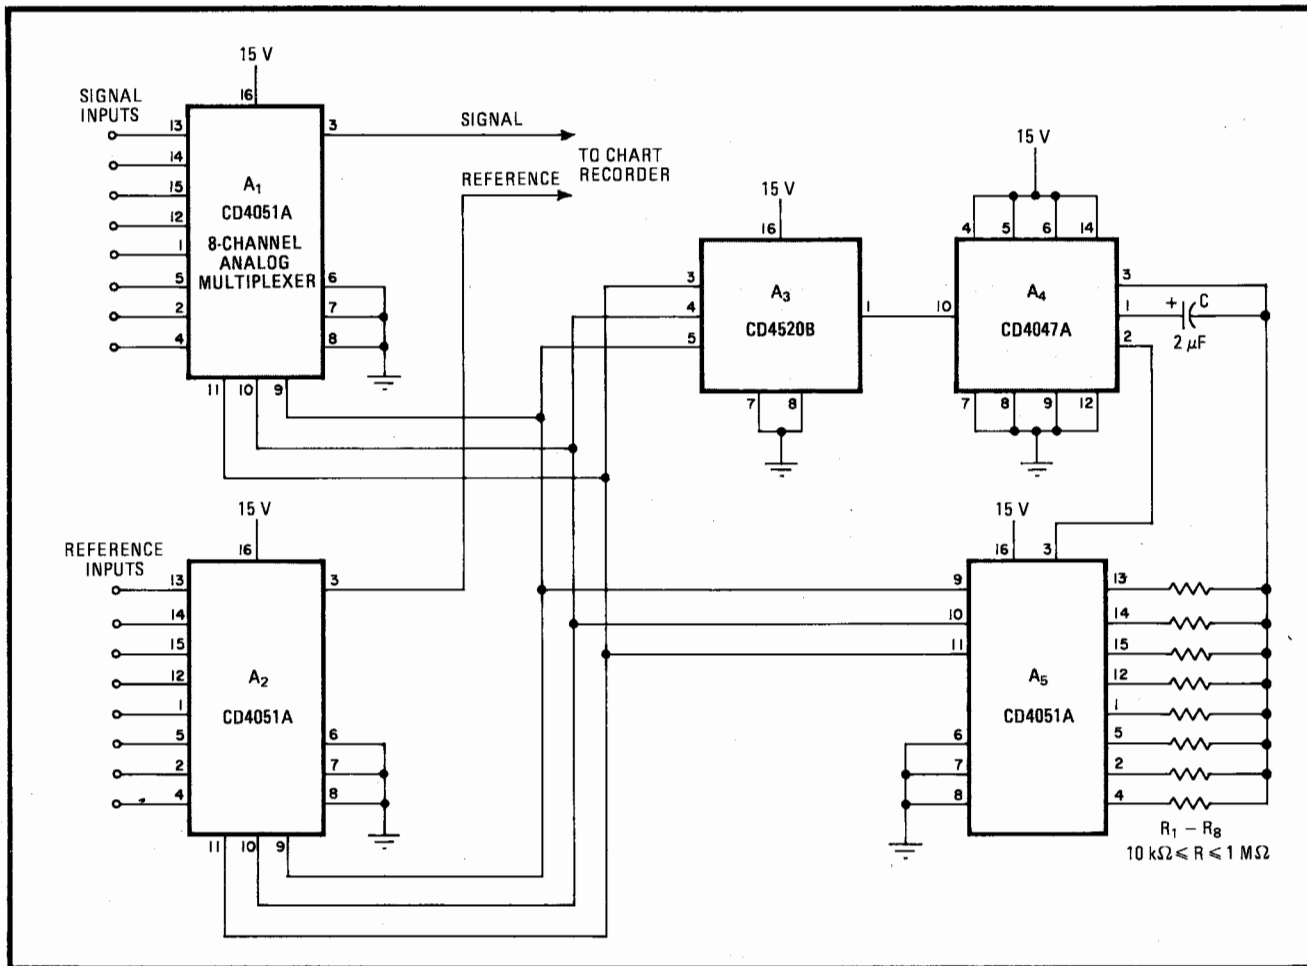 15 V
16
SIGNAL
INPUTS
13
14
15
12
1
5
2
4
A1
CD4051A
8-CHANNEL
ANALOG
MULTIPLEXER
3
6
7
8
11
10
9
SIGNAL
REFERENCE
TO CHART
RECORDER
15 V
16
3
4
5
A3
CD4520B
1
7
8
15 V
4
5
6
14
10
A4
CD4047A
3
1
2
7
8
9
12
+
C
2 µF
15 V
16
REFERENCE
INPUTS
13
14
15
12
1
5
2
4
A2
CD4051A
3
6
7
8
11
10
9
15 V
16
3
9
10
11
6
7
8
A5
CD4051A
13
14
15
12
1
5
2
4
R1 – R8
10 kΩ ⩽ R ⩽ 1 MΩ